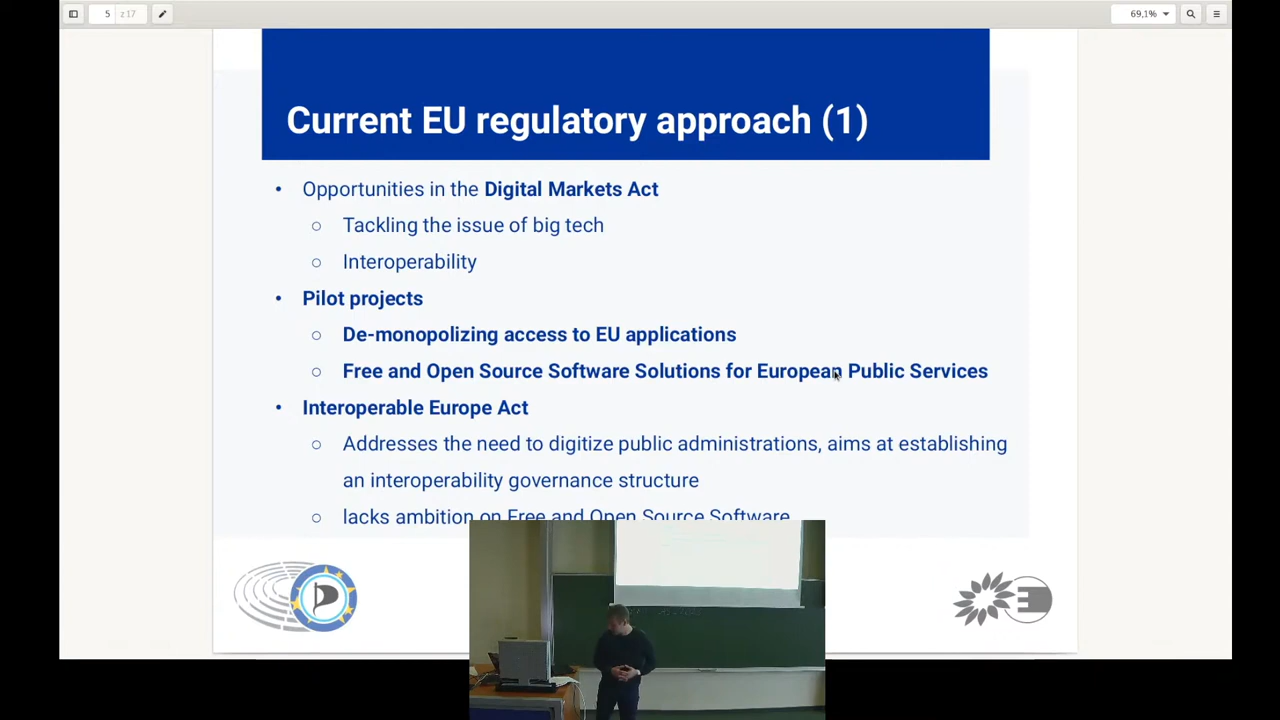 5
z 17
69,1%
Current EU regulatory approach (1)
• Opportunities in the Digital Markets Act
○ Tackling the issue of big tech
○ Interoperability
• Pilot projects
○ De-monopolizing access to EU applications
○ Free and Open Source Software Solutions for European Public Services
• Interoperable Europe Act
○ Addresses the need to digitize public administrations, aims at establishing
an interoperability governance structure
○ lacks ambition on Free and Open Source Software